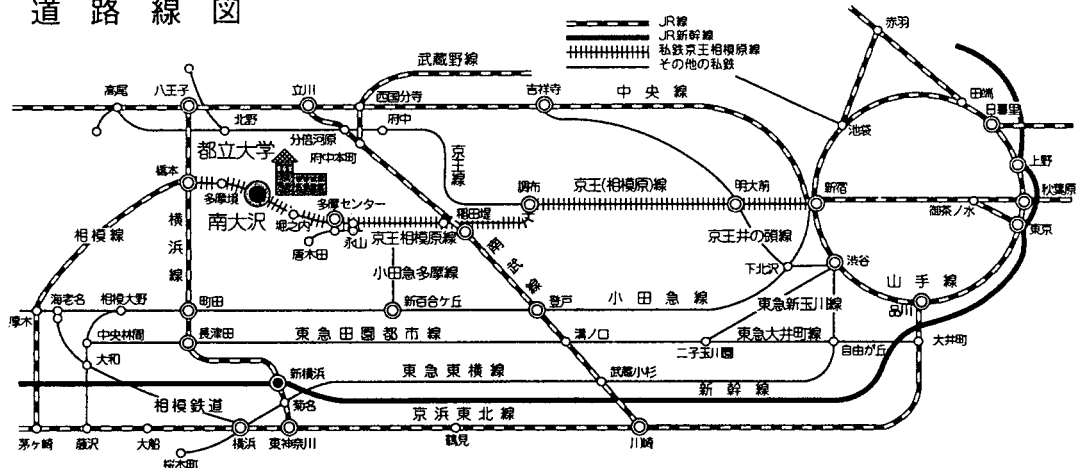 道路線図
JR線
JR新幹線
私鉄京王相模原線
その他の私鉄
赤羽
武蔵野線
高尾
八王子
立川
西国分寺
吉祥寺
中央線
田端
日暮里
池袋
北野
分倍河原
府中
府中本町
京王線
上野
都立大学
橋本
多摩境
南大沢
堀之内
多摩センター
永山
唐木田
京王相模原線
稲田堤
調布
京王(相模原)線
明大前
新宿
秋葉原
御茶ノ水
東京
相模線
横浜線
南武線
京王井の頭線
下北沢
渋谷
小田急多摩線
山手線
品川
厚木
海老名
相模大野
町田
新百合ケ丘
登戸
小田急線
東急新玉川線
中央林間
長津田
東急田園都市線
溝ノ口
二子玉川園
東急大井町線
自由が丘
大井町
大和
新横浜
東急東横線
武蔵小杉
新幹線
相模鉄道
菊名
京浜東北線
茅ヶ崎
藤沢
大船
横浜
東神奈川
鶴見
川崎
桜木町